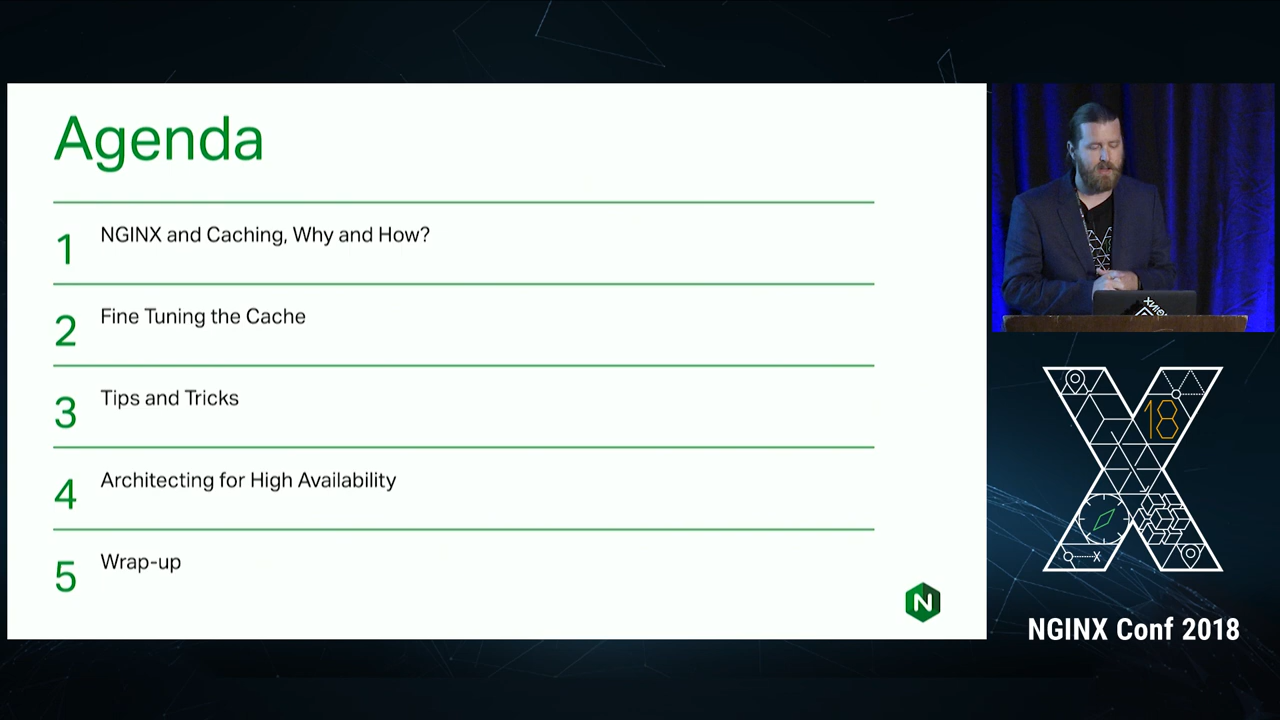 Agenda
1 NGINX and Caching, Why and How?
2 Fine Tuning the Cache
3 Tips and Tricks
4 Architecting for High Availability
5 Wrap-up
N
NGINX
18
X
NGINX Conf 2018